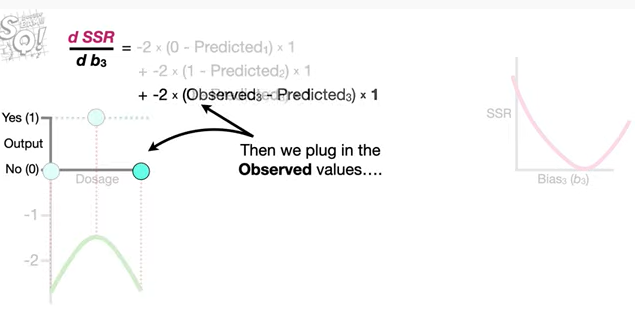 SQ!
d SSR
d b₃
= -2 × (0 - Predicted₁) × 1
+ -2 × (1 - Predicted₂) × 1
+ -2 × (Observed₃ - Predicted₃) × 1
Yes (1)
Output
No (0)
Dosage
-1
-2
Then we plug in the
Observed values....
SSR
Bias₃ (b₃)